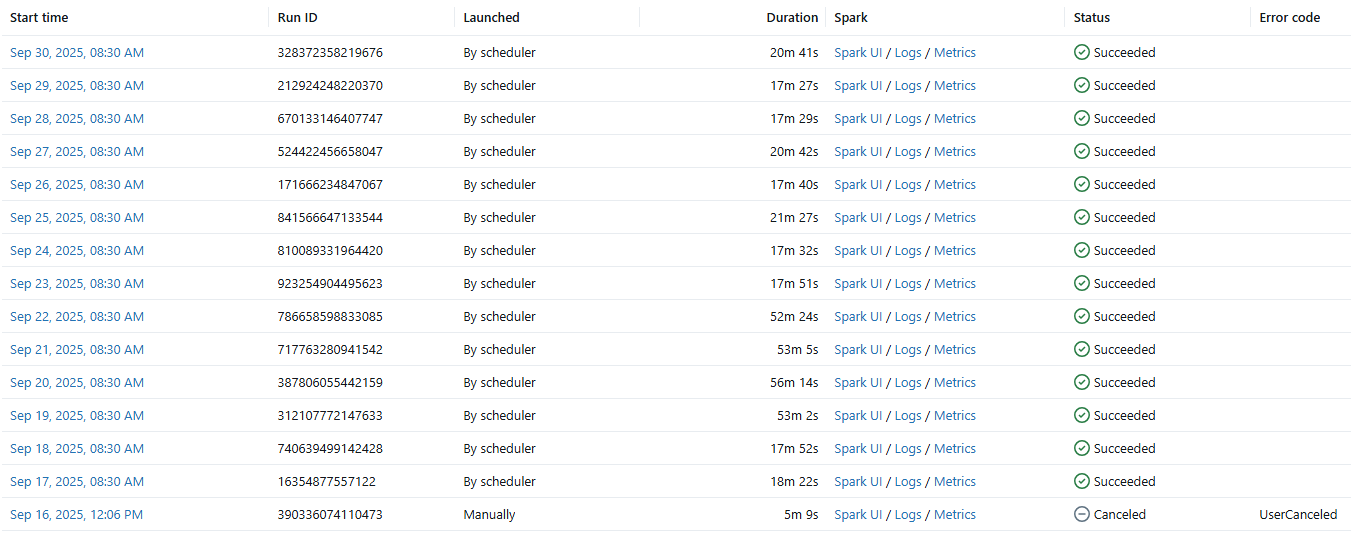 Start time Run ID Launched Duration Spark Status Error code
Sep 30, 2025, 08:30 AM 328372358219676 By scheduler 20m 41s Spark UI / Logs / Metrics Succeeded
Sep 29, 2025, 08:30 AM 212924248220370 By scheduler 17m 27s Spark UI / Logs / Metrics Succeeded
Sep 28, 2025, 08:30 AM 670133146407747 By scheduler 17m 29s Spark UI / Logs / Metrics Succeeded
Sep 27, 2025, 08:30 AM 524422456658047 By scheduler 20m 42s Spark UI / Logs / Metrics Succeeded
Sep 26, 2025, 08:30 AM 171666234847067 By scheduler 17m 40s Spark UI / Logs / Metrics Succeeded
Sep 25, 2025, 08:30 AM 841566647133544 By scheduler 21m 27s Spark UI / Logs / Metrics Succeeded
Sep 24, 2025, 08:30 AM 810089331964420 By scheduler 17m 32s Spark UI / Logs / Metrics Succeeded
Sep 23, 2025, 08:30 AM 923254904495623 By scheduler 17m 51s Spark UI / Logs / Metrics Succeeded
Sep 22, 2025, 08:30 AM 786658598833085 By scheduler 52m 24s Spark UI / Logs / Metrics Succeeded
Sep 21, 2025, 08:30 AM 717763280941542 By scheduler 53m 5s Spark UI / Logs / Metrics Succeeded
Sep 20, 2025, 08:30 AM 387806055442159 By scheduler 56m 14s Spark UI / Logs / Metrics Succeeded
Sep 19, 2025, 08:30 AM 312107772147633 By scheduler 53m 2s Spark UI / Logs / Metrics Succeeded
Sep 18, 2025, 08:30 AM 740639499142428 By scheduler 17m 52s Spark UI / Logs / Metrics Succeeded
Sep 17, 2025, 08:30 AM 16354877557122 By scheduler 18m 22s Spark UI / Logs / Metrics Succeeded
Sep 16, 2025, 12:06 PM 390336074110473 Manually 5m 9s Spark UI / Logs / Metrics Canceled UserCanceled